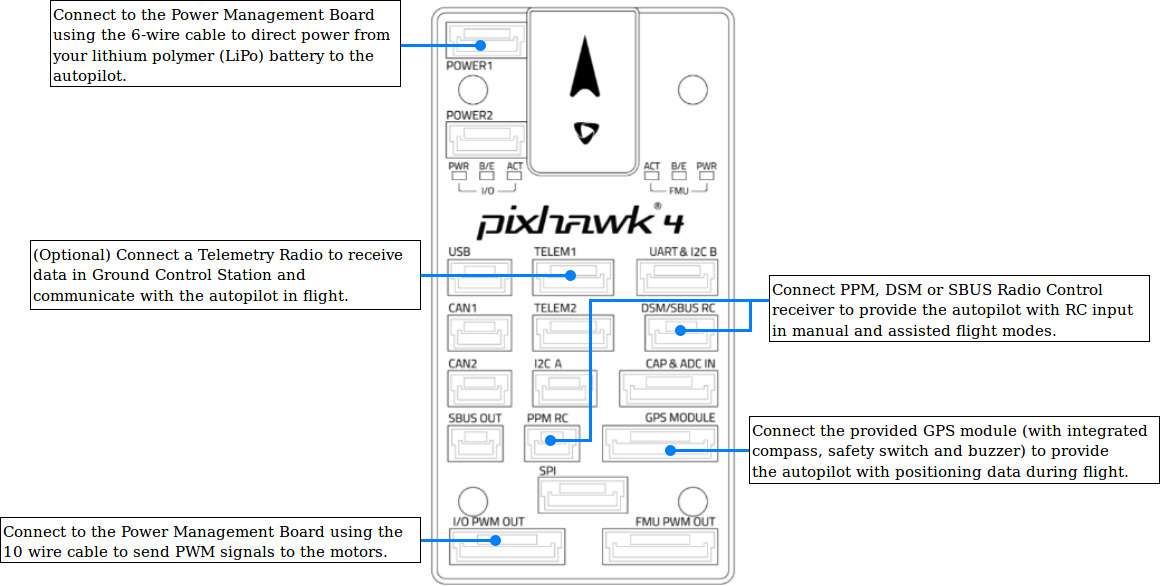 Connect to the Power Management Board
using the 6-wire cable to direct power from
your lithium polymer (LiPo) battery to the
autopilot.
POWER1
POWER2
PWR B/E ACT
I/O
ACT B/E PWR
FMU
pixhawk® 4
USB TELEM1 UART & I2C B
(Optional) Connect a Telemetry Radio to receive
data in Ground Control Station and
communicate with the autopilot in flight.
CAN1 TELEM2 DSM/SBUS RC
Connect PPM, DSM or SBUS Radio Control
receiver to provide the autopilot with RC input
in manual and assisted flight modes.
CAN2 I2C A CAP & ADC IN
SBUS OUT PPM RC GPS MODULE
Connect the provided GPS module (with integrated
compass, safety switch and buzzer) to provide
the autopilot with positioning data during flight.
SPI
I/O PWM OUT FMU PWM OUT
Connect to the Power Management Board using the
10 wire cable to send PWM signals to the motors.